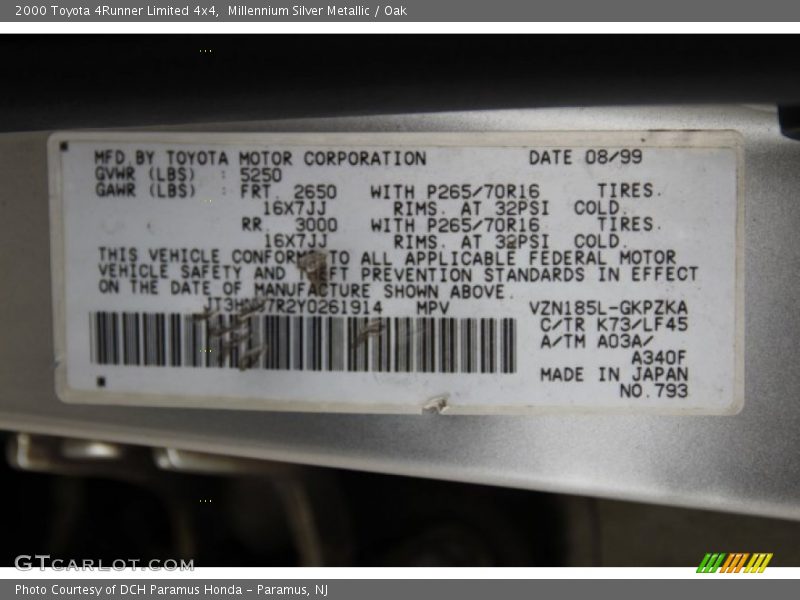 2000 Toyota 4Runner Limited 4x4,  Millennium Silver Metallic / Oak
MFD.BY TOYOTA MOTOR CORPORATION DATE 08/99
GVWR (LBS) : 5250
GAWR (LBS) : FRT. 2650 WITH P265/70R16 TIRES.
16X7JJ RIMS. AT 32PSI COLD.
RR. 3000 WITH P265/70R16 TIRES.
16X7JJ RIMS. AT 32PSI COLD.
THIS VEHICLE CONFORMS TO ALL APPLICABLE FEDERAL MOTOR
VEHICLE SAFETY AND THEFT PREVENTION STANDARDS IN EFFECT
ON THE DATE OF MANUFACTURE SHOWN ABOVE.
MPV VZN185L-GKPZKA
C/TR K73/LF45
A/TM A03A/
A340F
MADE IN JAPAN
NO.793
GTCARLOT.COM
Photo Courtesy of DCH Paramus Honda - Paramus, NJ